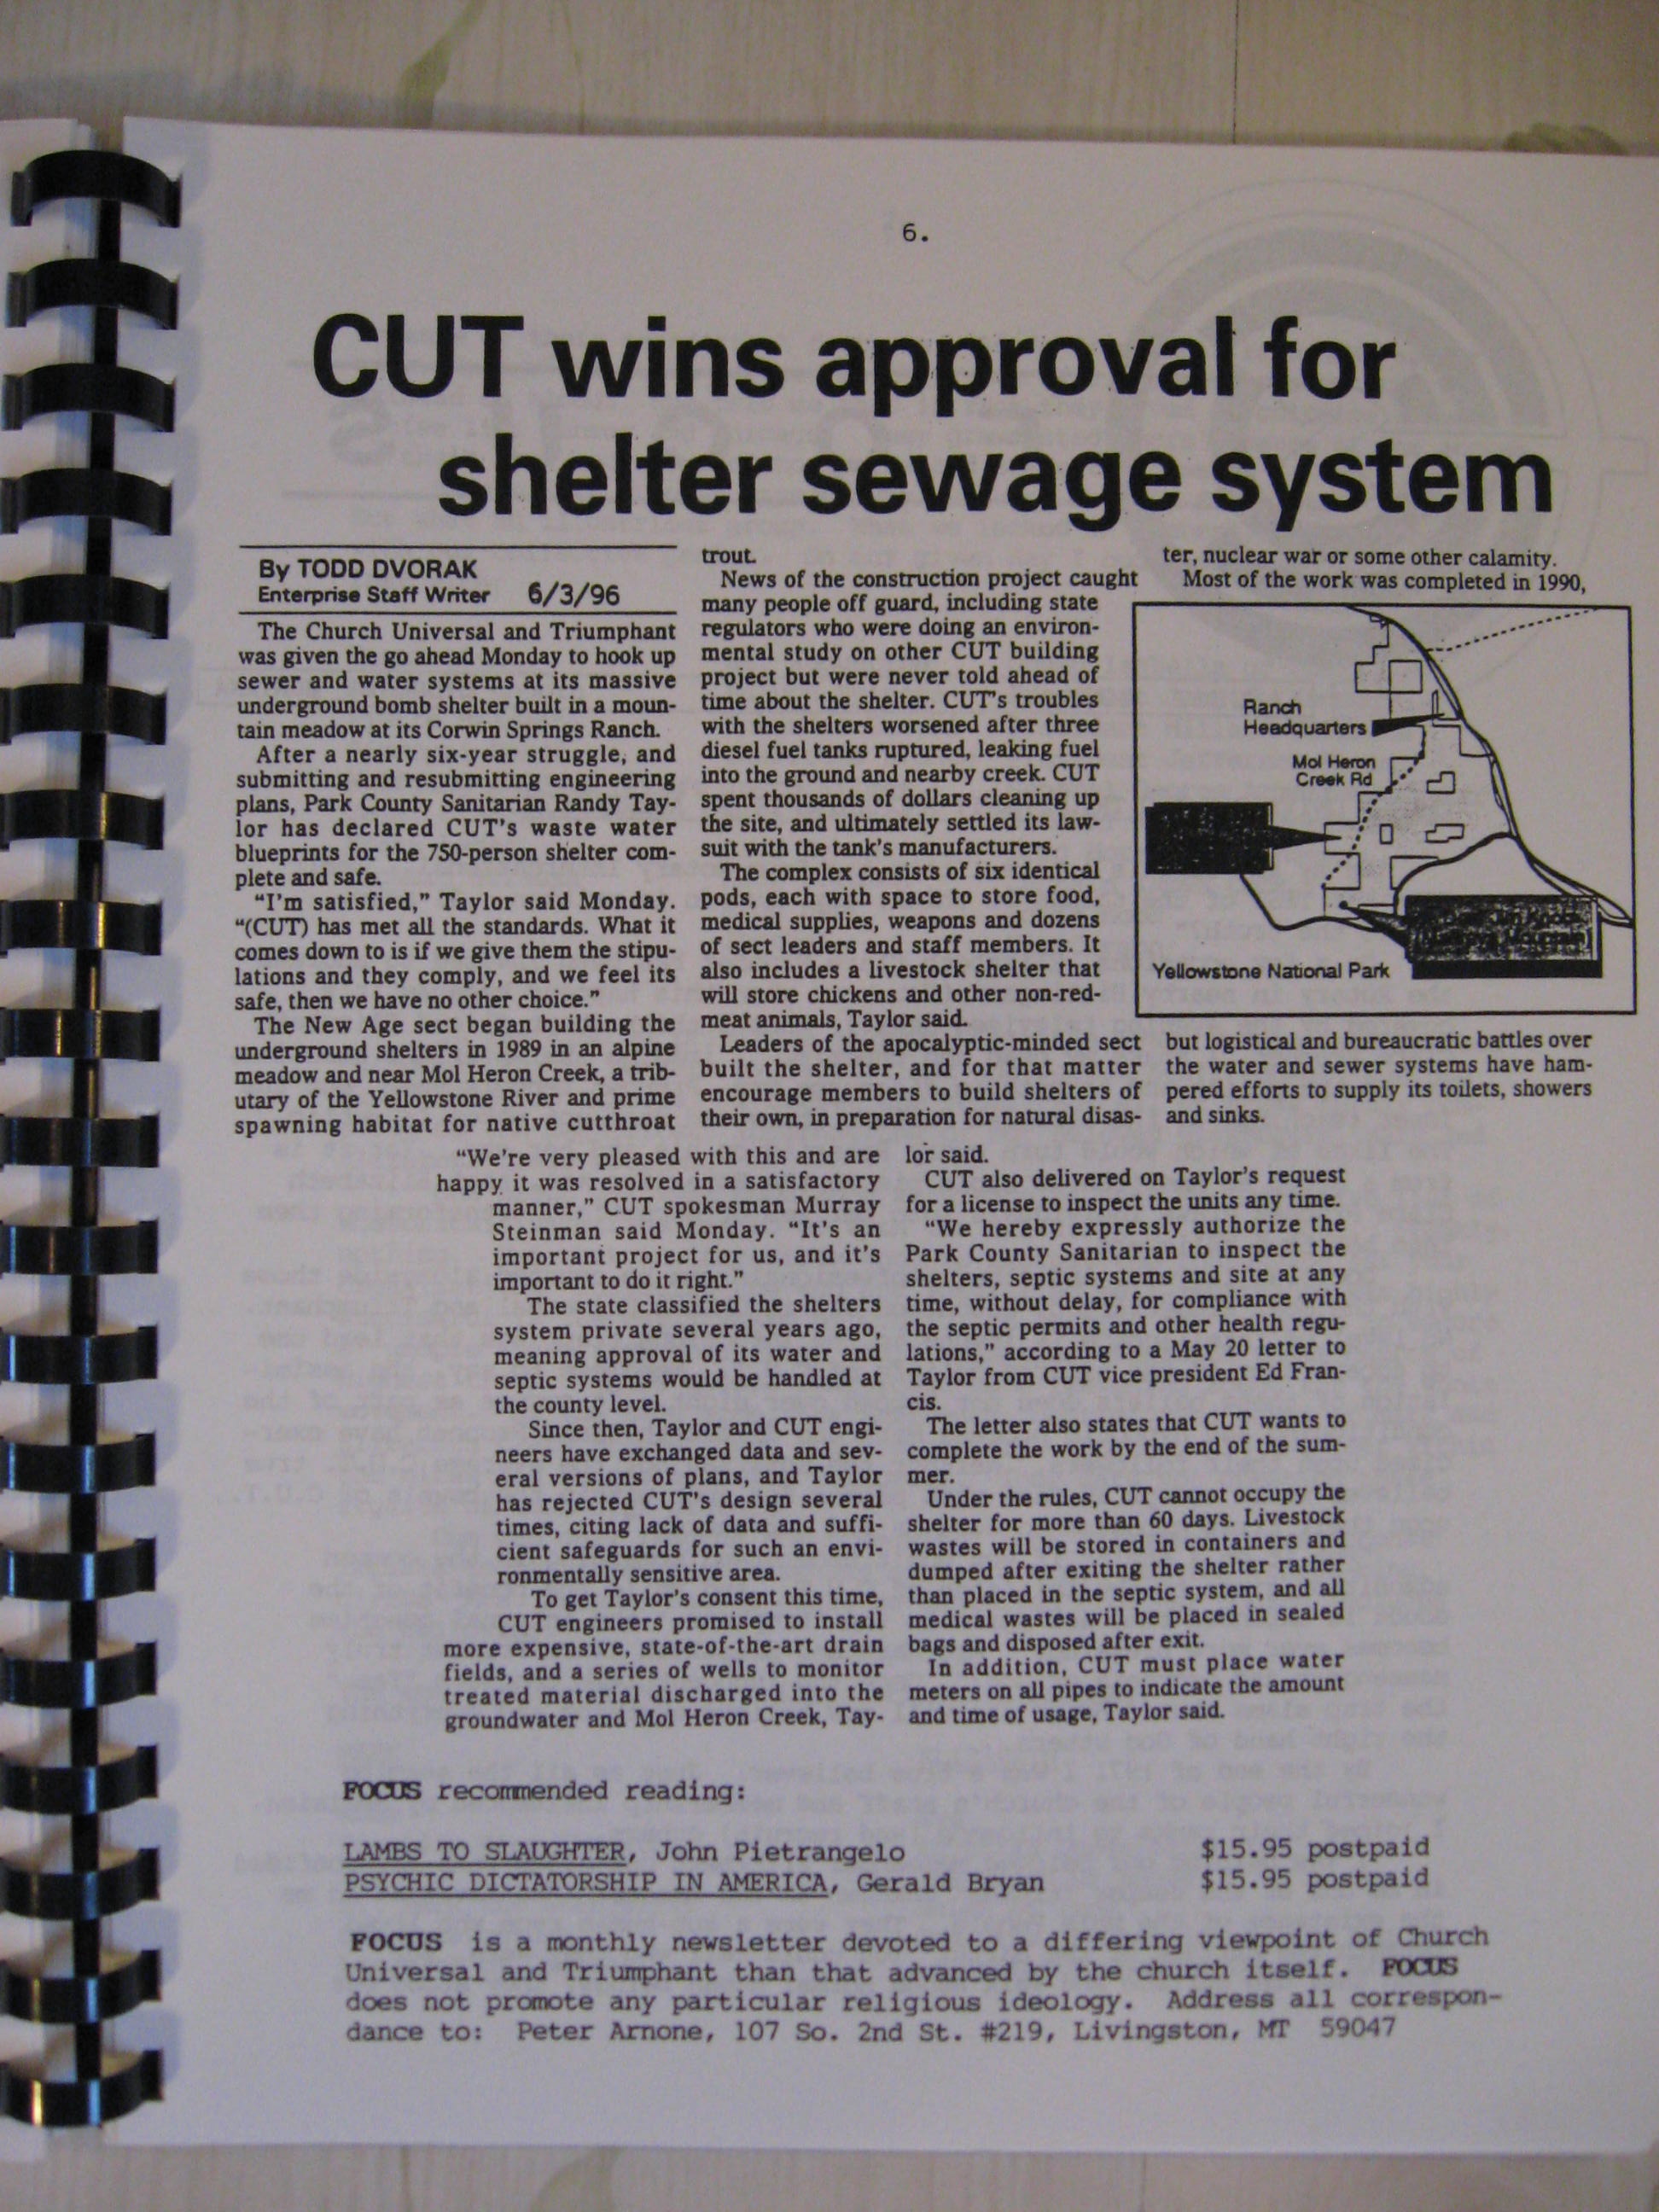 6.
CUT wins approval for
shelter sewage system
By TODD DVORAK
Enterprise Staff Writer 6/3/96
The Church Universal and Triumphant
was given the go ahead Monday to hook up
sewer and water systems at its massive
underground bomb shelter built in a moun-
tain meadow at its Corwin Springs Ranch.
After a nearly six-year struggle, and
submitting and resubmitting engineering
plans, Park County Sanitarian Randy Tay-
lor has declared CUT's waste water
blueprints for the 750-person shelter com-
plete and safe.
"I'm satisfied," Taylor said Monday.
"(CUT) has met all the standards. What it
comes down to is if we give them the stipu-
lations and they comply, and we feel its
safe, then we have no other choice."
The New Age sect began building the
underground shelters in 1989 in an alpine
meadow and near Mol Heron Creek, a trib-
utary of the Yellowstone River and prime
spawning habitat for native cutthroat
trout.
News of the construction project caught
many people off guard, including state
regulators who were doing an environ-
mental study on other CUT building
project but were never told ahead of
time about the shelter. CUT's troubles
with the shelters worsened after three
diesel fuel tanks ruptured, leaking fuel
into the ground and nearby creek. CUT
spent thousands of dollars cleaning up
the site, and ultimately settled its law-
suit with the tank's manufacturers.
The complex consists of six identical
pods, each with space to store food,
medical supplies, weapons and dozens
of sect leaders and staff members. It
also includes a livestock shelter that
will store chickens and other non-red-
meat animals, Taylor said.
Leaders of the apocalyptic-minded sect
built the shelter, and for that matter
encourage members to build shelters of
their own, in preparation for natural disas-
ter, nuclear war or some other calamity.
Most of the work was completed in 1990,
Ranch
Headquarters
Mol Heron
Creek Rd
Yellowstone National Park
but logistical and bureaucratic battles over
the water and sewer systems have ham-
pered efforts to supply its toilets, showers
and sinks.
"We're very pleased with this and are
happy it was resolved in a satisfactory
manner," CUT spokesman Murray
Steinman said Monday. "It's an
important project for us, and it's
important to do it right."
The state classified the shelters
system private several years ago,
meaning approval of its water and
septic systems would be handled at
the county level.
Since then, Taylor and CUT engi-
neers have exchanged data and sev-
eral versions of plans, and Taylor
has rejected CUT's design several
times, citing lack of data and suffi-
cient safeguards for such an envi-
ronmentally sensitive area.
To get Taylor's consent this time,
CUT engineers promised to install
more expensive, state-of-the-art drain
fields, and a series of wells to monitor
treated material discharged into the
groundwater and Mol Heron Creek, Tay-
lor said.
CUT also delivered on Taylor's request
for a license to inspect the units any time.
"We hereby expressly authorize the
Park County Sanitarian to inspect the
shelters, septic systems and site at any
time, without delay, for compliance with
the septic permits and other health regu-
lations," according to a May 20 letter to
Taylor from CUT vice president Ed Fran-
cis.
The letter also states that CUT wants to
complete the work by the end of the sum-
mer.
Under the rules, CUT cannot occupy the
shelter for more than 60 days. Livestock
wastes will be stored in containers and
dumped after exiting the shelter rather
than placed in the septic system, and all
medical wastes will be placed in sealed
bags and disposed after exit.
In addition, CUT must place water
meters on all pipes to indicate the amount
and time of usage, Taylor said.
FOCUS recommended reading:
LAMBS TO SLAUGHTER, John Pietrangelo $15.95 postpaid
PSYCHIC DICTATORSHIP IN AMERICA, Gerald Bryan $15.95 postpaid
FOCUS is a monthly newsletter devoted to a differing viewpoint of Church
Universal and Triumphant than that advanced by the church itself. FOCUS
does not promote any particular religious ideology. Address all correspon-
dance to: Peter Arnone, 107 So. 2nd St. #219, Livingston, MT 59047